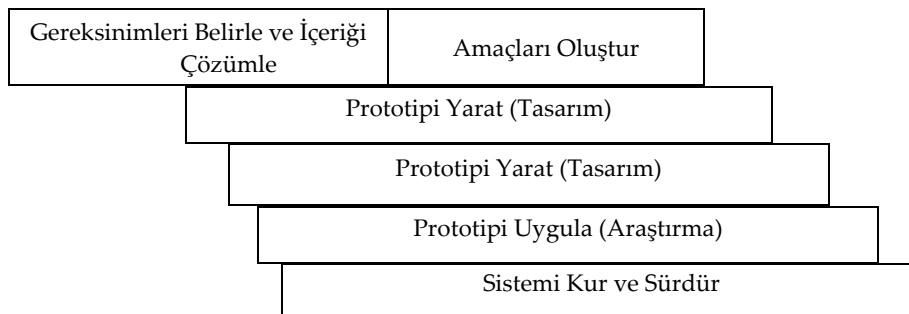 Gereksinimleri Belirle ve İçeriği
Çözümle
Amaçları Oluştur
Prototipi Yarat (Tasarım)
Prototipi Yarat (Tasarım)
Prototipi Uygula (Araştırma)
Sistemi Kur ve Sürdür